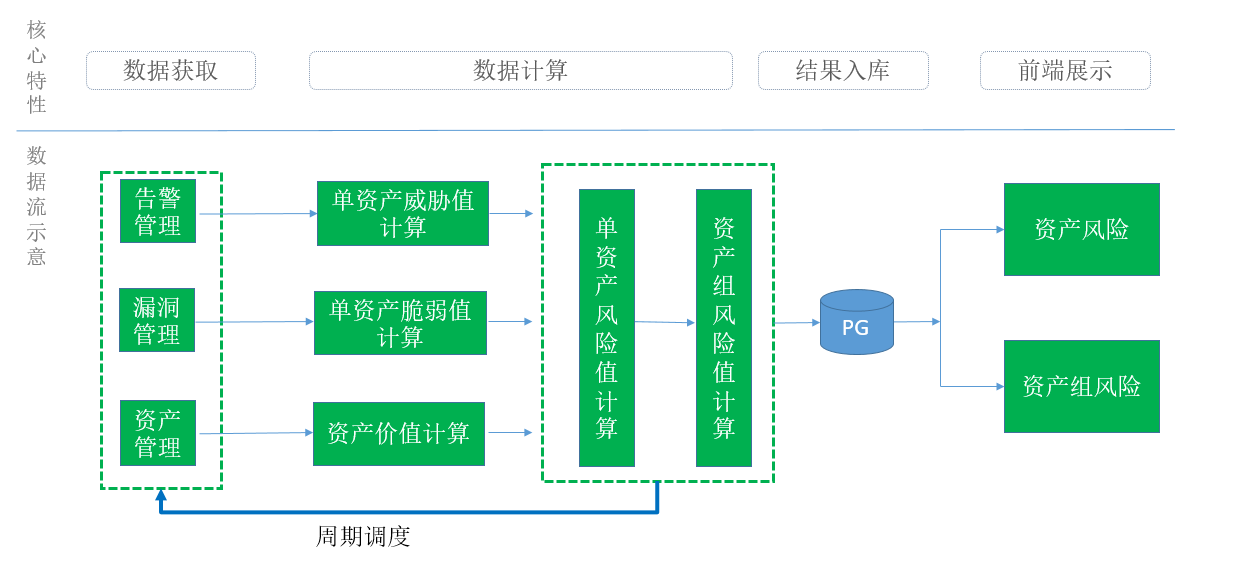 核心特性
数据获取
数据计算
结果入库
前端展示
数据流示意
告警
管理
单资产威胁值
计算
漏洞
管理
单资产脆弱值
计算
资产
管理
资产价值计算
单资产风险值计算
资产组风险值计算
PG
资产风险
资产组风险
周期调度